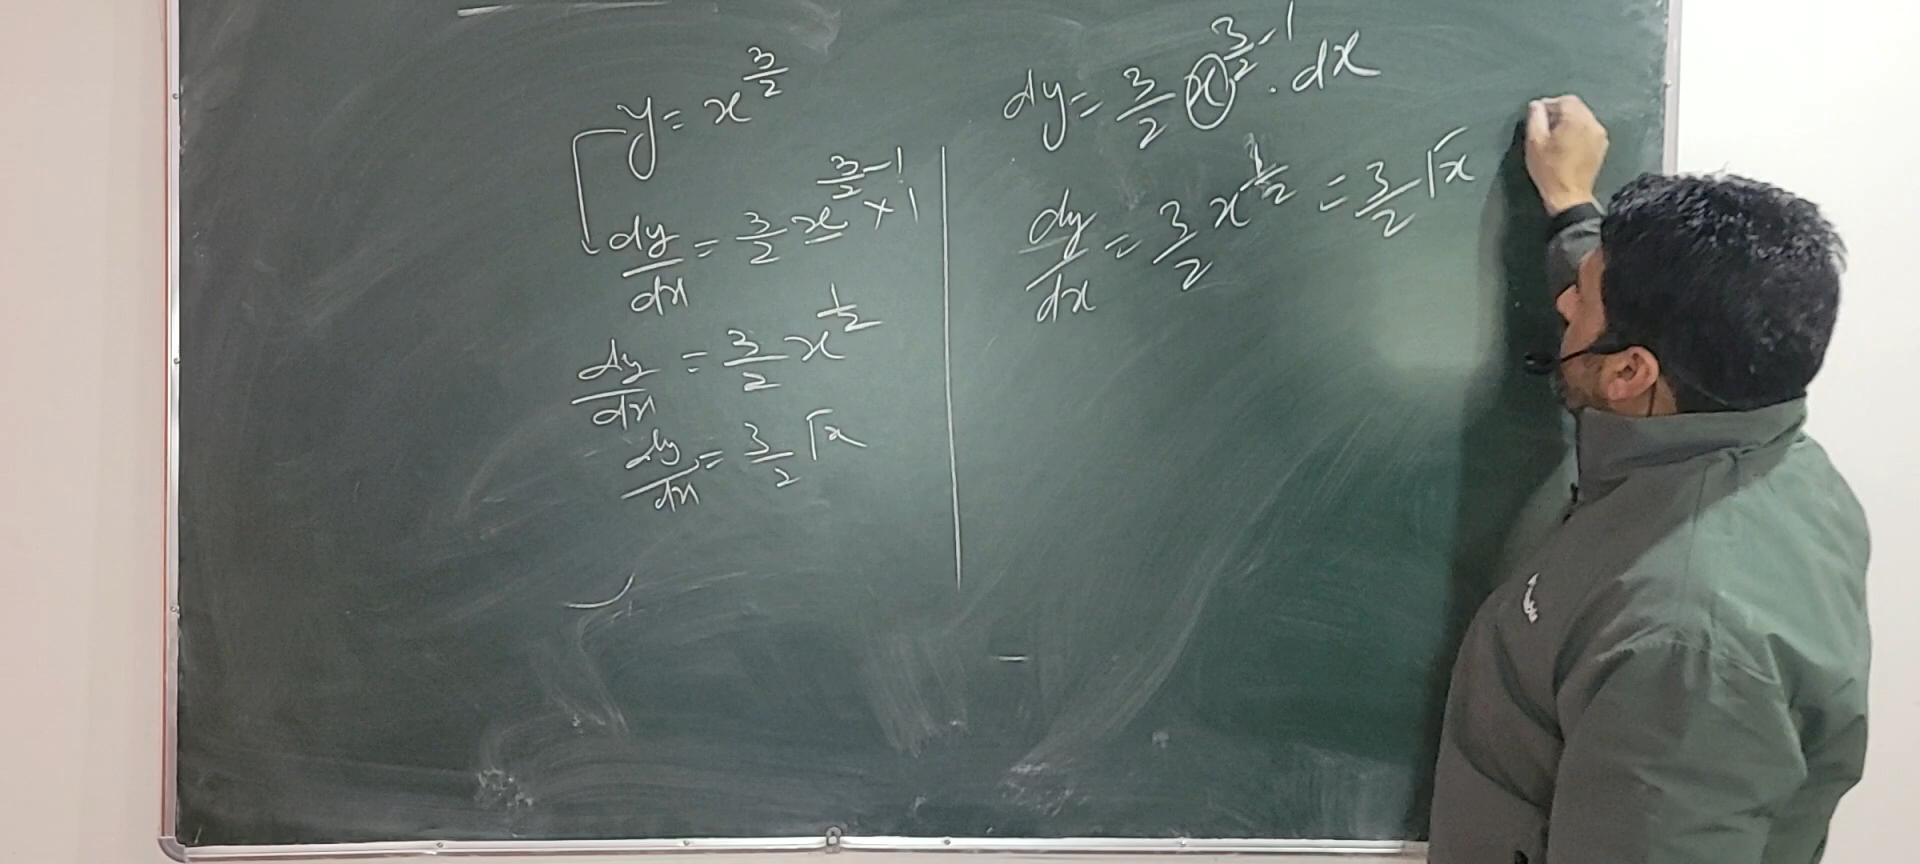 y = x^{3/2}
dy/dx = 3/2 x^{3/2 - 1} × 1
dy/dx = 3/2 x^{1/2}
dy/dx = 3/2 √x
dy = 3/2 x^{3/2 - 1} . dx
dy/dx = 3/2 x^{1/2} = 3/2 √x